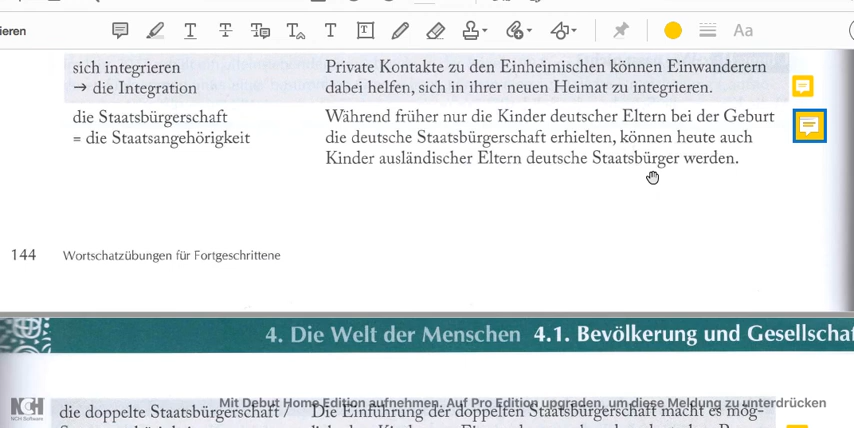 ieren
T T T T T T
Aa
sich integrieren
→ die Integration
Private Kontakte zu den Einheimischen können Einwanderern
dabei helfen, sich in ihrer neuen Heimat zu integrieren.
die Staatsbürgerschaft
= die Staatsangehörigkeit
Während früher nur die Kinder deutscher Eltern bei der Geburt
die deutsche Staatsbürgerschaft erhielten, können heute auch
Kinder ausländischer Eltern deutsche Staatsbürger werden.
144 Wortschatzübungen für Fortgeschrittene
4. Die Welt der Menschen 4.1. Bevölkerung und Gesellschaf
NCH
NCH Software
Mit Debut Home Edition aufnehmen. Auf Pro Edition upgraden, um diese Meldung zu unterdrücken
die doppelte Staatsbürgerschaft /
Die Einführung der doppelten Staatsbürgerschaft macht es mög-